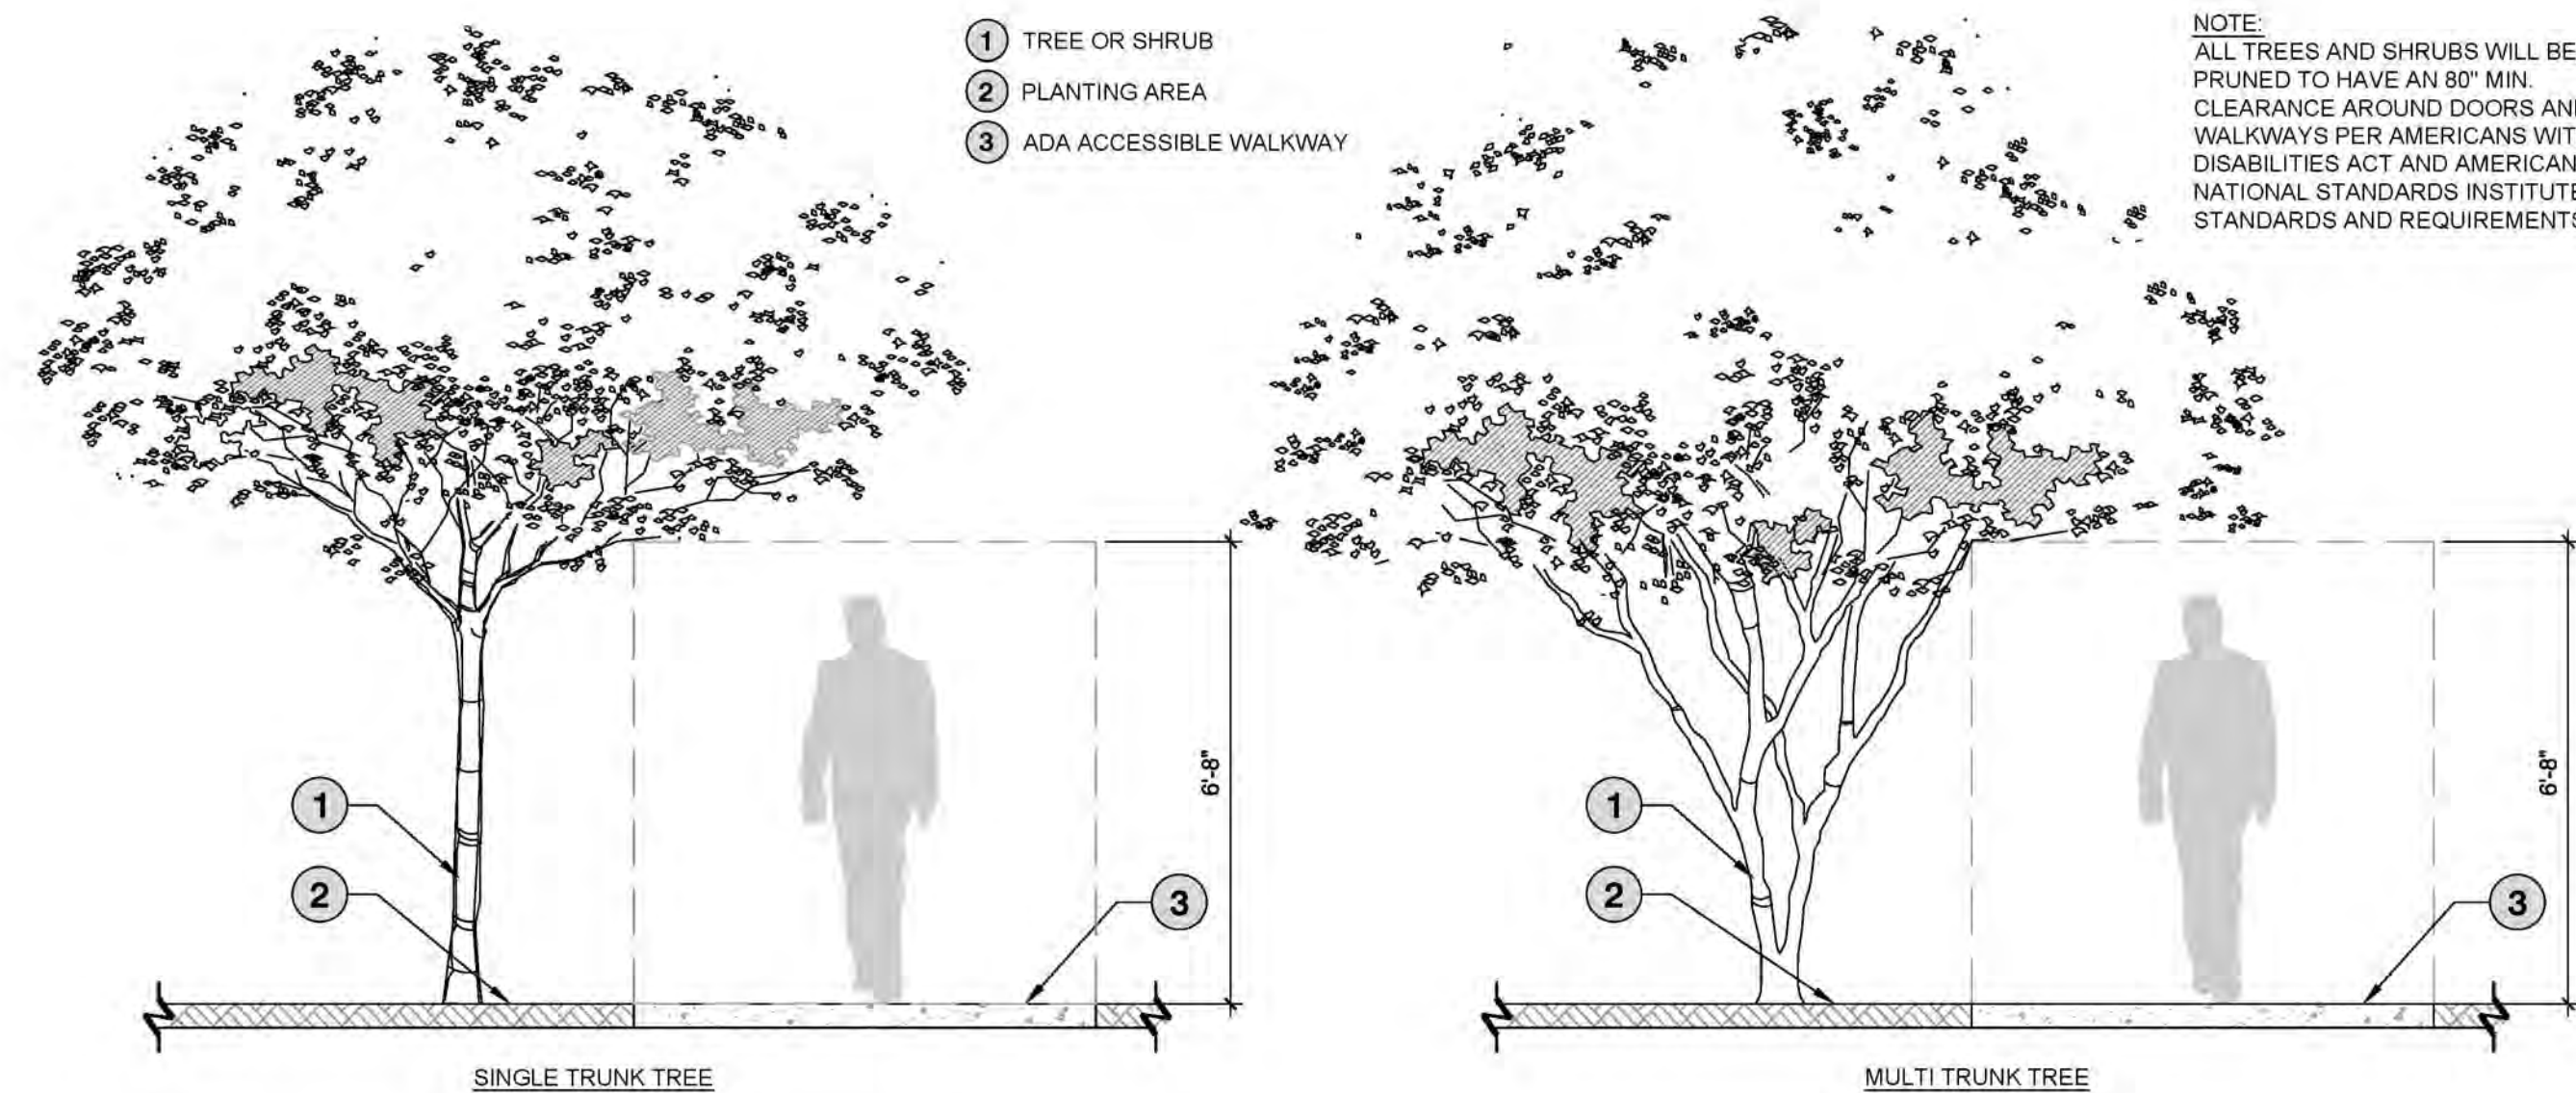 1 TREE OR SHRUB
2 PLANTING AREA
3 ADA ACCESSIBLE WALKWAY
NOTE:
ALL TREES AND SHRUBS WILL BE
PRUNED TO HAVE AN 80" MIN.
CLEARANCE AROUND DOORS AN
WALKWAYS PER AMERICANS WIT
DISABILITIES ACT AND AMERICAN
NATIONAL STANDARDS INSTITUTE
STANDARDS AND REQUIREMENTS
1
2
3
6'-8"
SINGLE TRUNK TREE
1
2
3
6'-8"
MULTI TRUNK TREE